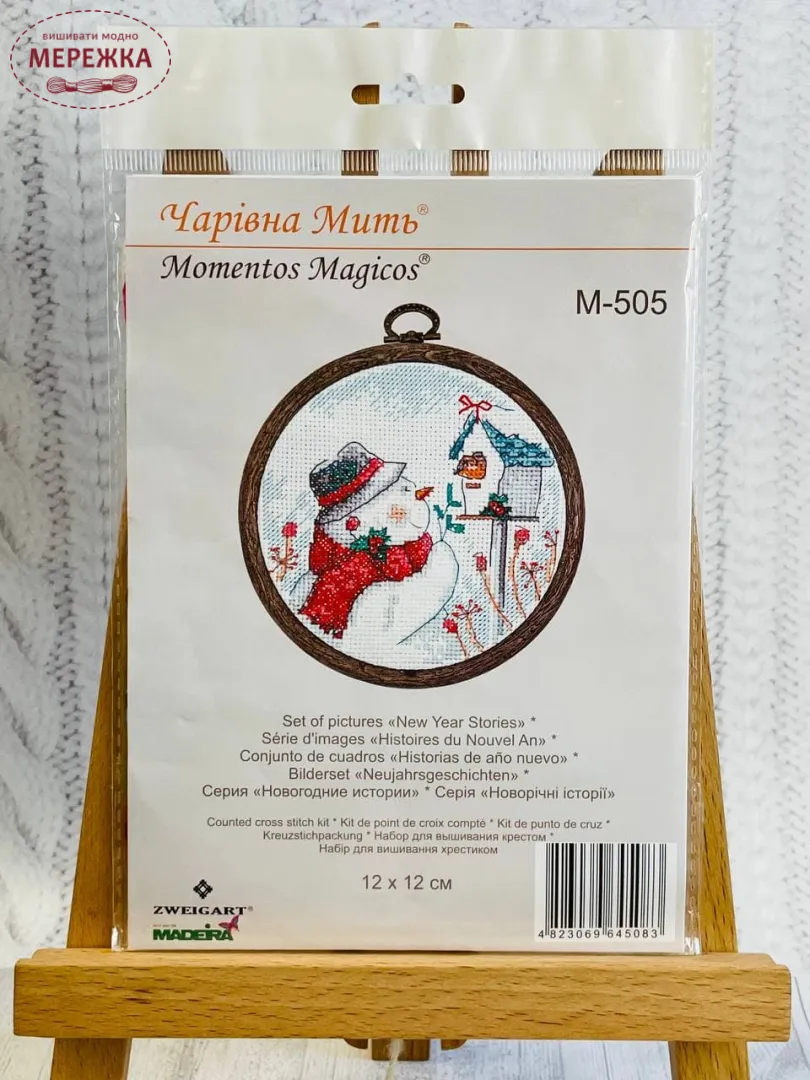 вишивати модно
МЕРЕЖКА
Чарівна Мить®
Momentos Magicos®
M-505
Set of pictures «New Year Stories» *
Série d'images «Histoires du Nouvel An» *
Conjunto de cuadros «Historias de año nuevo» *
Bilderset «Neujahrsgeschichten» *
Серия «Новогодние истории» * Серія «Новорічні історії»
Counted cross stitch kit * Kit de point de croix compté * Kit de punto de cruz *
Kreuzstichpackung * Набор для вышивания крестом *
Набір для вишивання хрестиком
12 x 12 см
ZWEIGART®
MADEIRA
4 823069 645083